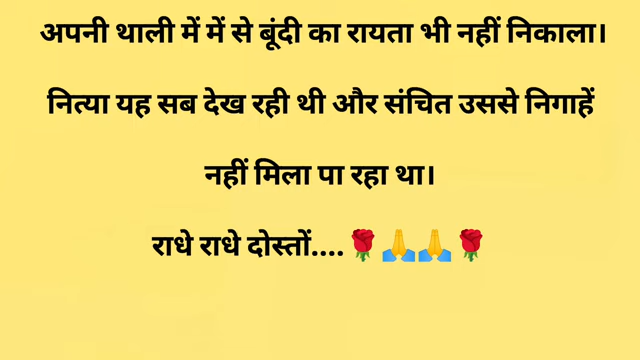 अपनी थाली में में से बूंदी का रायता भी नहीं निकाला।
नित्या यह सब देख रही थी और संचित उससे निगाहें
नहीं मिला पा रहा था।
राधे राधे दोस्तों....🌹🙏🙏🌹